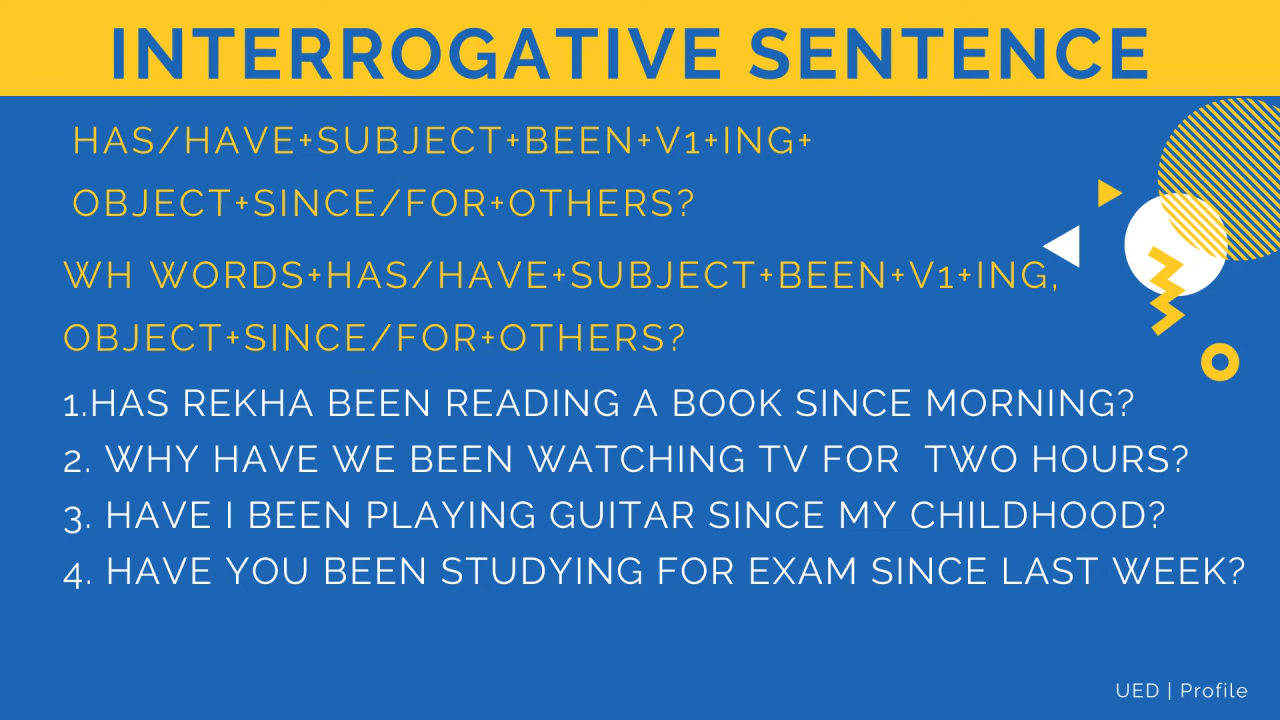 INTERROGATIVE SENTENCE
HAS/HAVE+SUBJECT+BEEN+V1+ING+
OBJECT+SINCE/FOR+OTHERS?
WH WORDS+HAS/HAVE+SUBJECT+BEEN+V1+ING,
OBJECT+SINCE/FOR+OTHERS?
1.HAS REKHA BEEN READING A BOOK SINCE MORNING?
2. WHY HAVE WE BEEN WATCHING TV FOR  TWO HOURS?
3. HAVE I BEEN PLAYING GUITAR SINCE MY CHILDHOOD?
4. HAVE YOU BEEN STUDYING FOR EXAM SINCE LAST WEEK?
UED | Profile